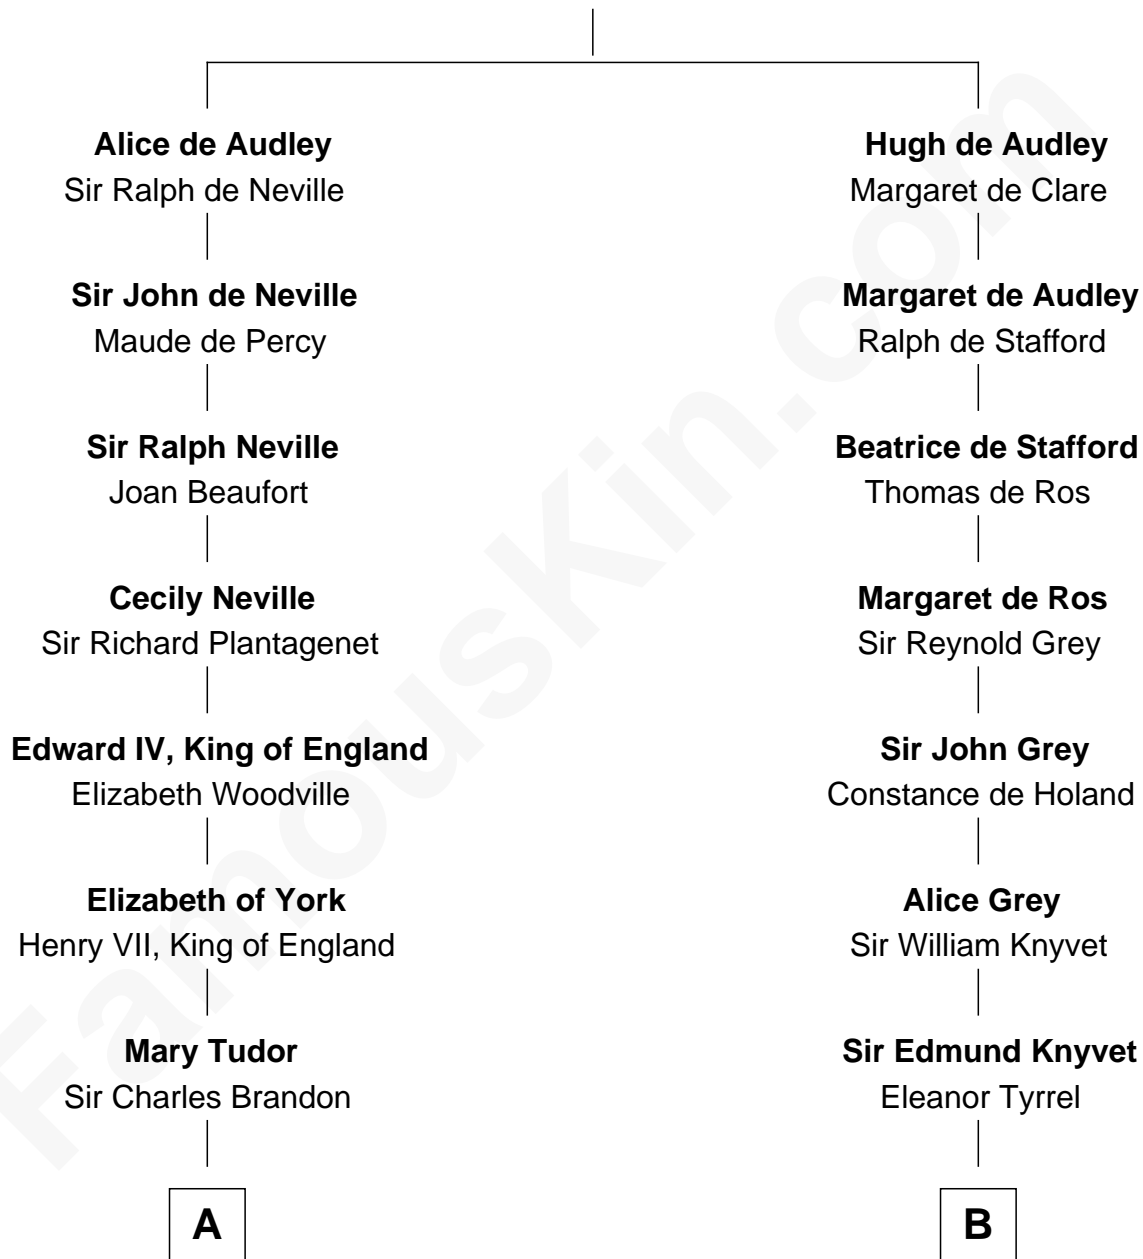 Alice de Audley
Sir Ralph de Neville
Sir John de Neville
Maude de Percy
Sir Ralph Neville
Joan Beaufort
Cecily Neville
Sir Richard Plantagenet
Edward IV, King of England
Elizabeth Woodville
Elizabeth of York
Henry VII, King of England
Mary Tudor
Sir Charles Brandon
A
Hugh de Audley
Margaret de Clare
Margaret de Audley
Ralph de Stafford
Beatrice de Stafford
Thomas de Ros
Margaret de Ros
Sir Reynold Grey
Sir John Grey
Constance de Holand
Alice Grey
Sir William Knyvet
Sir Edmund Knyvet
Eleanor Tyrrel
B
FamousKin.com